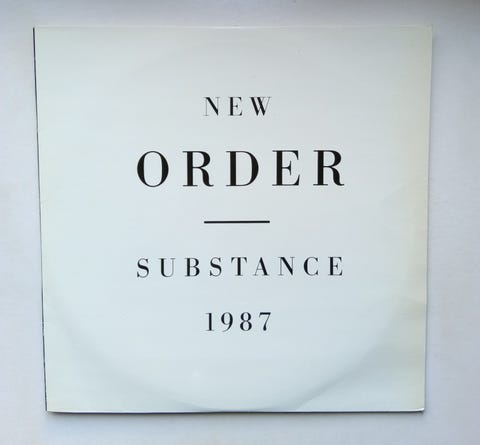 NEW
ORDER
SUBSTANCE
1987